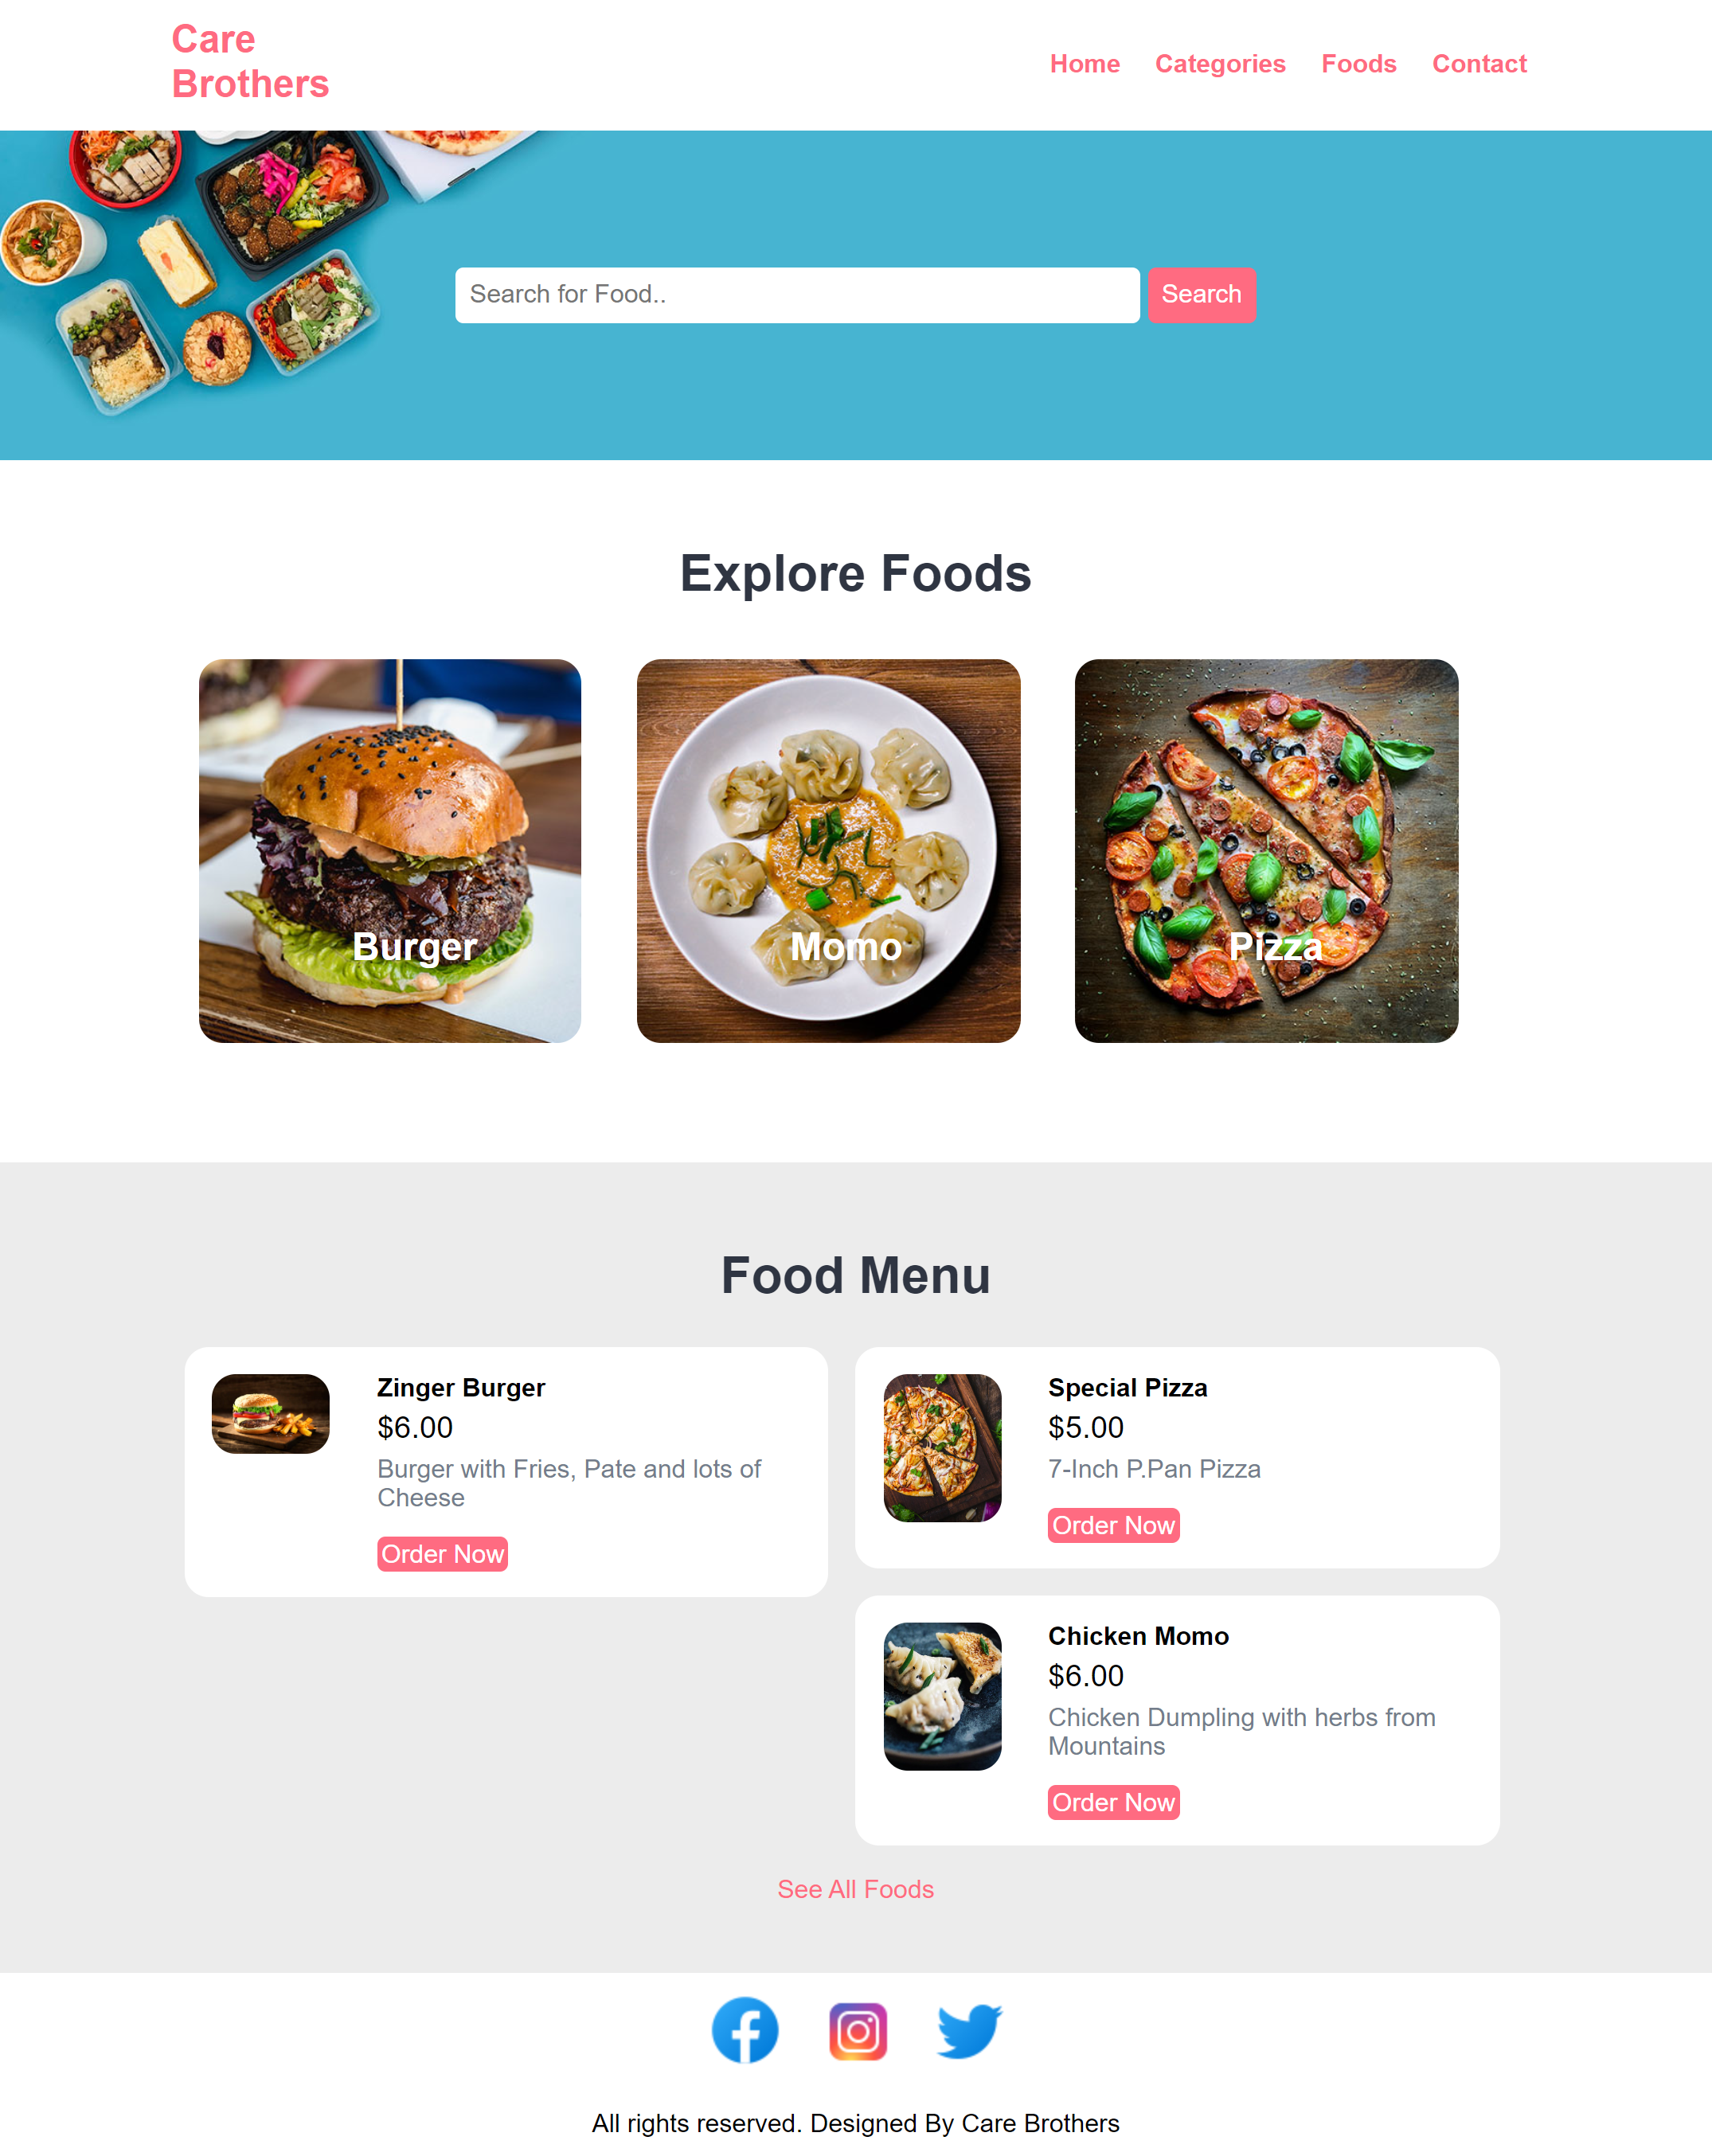 Care
Brothers
Home Categories Foods Contact
Search for Food..
Search
Explore Foods
Burger
Momo
Pizza
Food Menu
Zinger Burger
$6.00
Burger with Fries, Pate and lots of
Cheese
Order Now
Special Pizza
$5.00
7-Inch P.Pan Pizza
Order Now
Chicken Momo
$6.00
Chicken Dumpling with herbs from
Mountains
Order Now
See All Foods
All rights reserved. Designed By Care Brothers